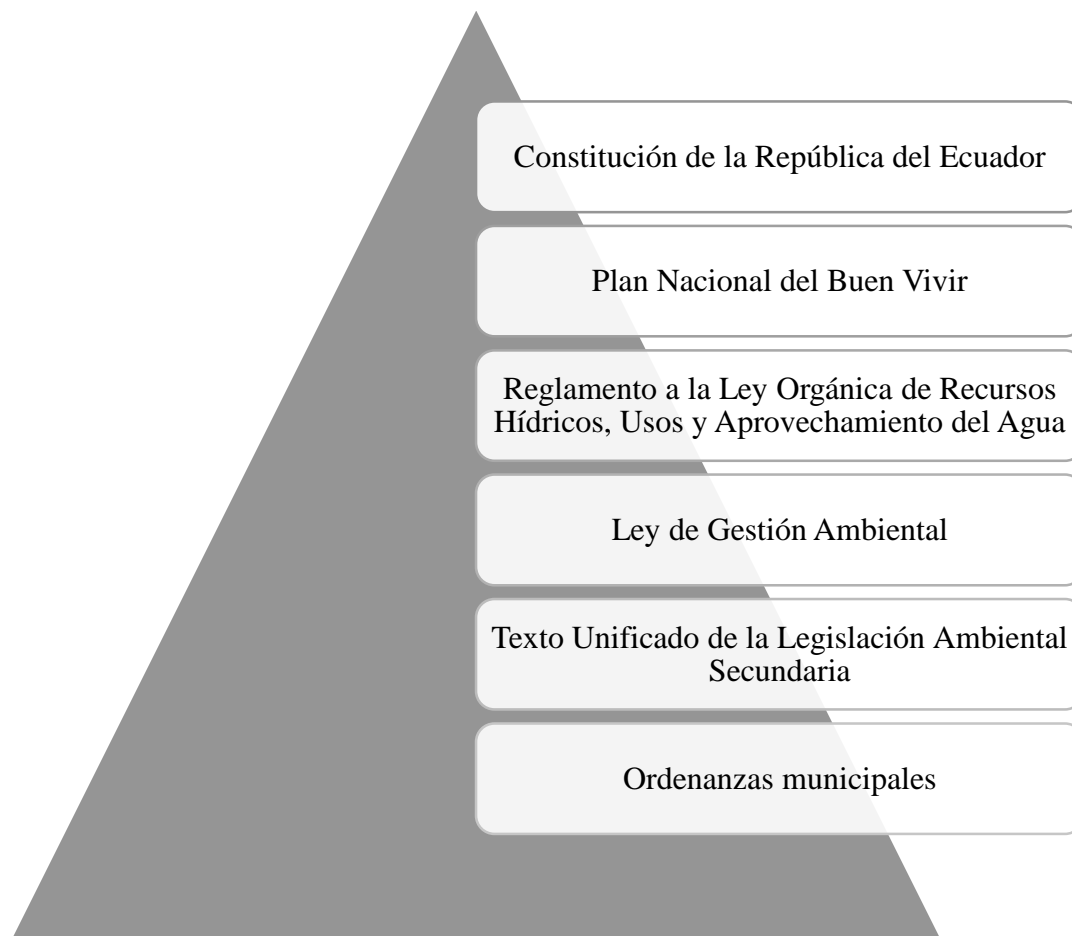 Constitución de la República del Ecuador
Plan Nacional del Buen Vivir
Reglamento a la Ley Orgánica de Recursos
Hídricos, Usos y Aprovechamiento del Agua
Ley de Gestión Ambiental
Texto Unificado de la Legislación Ambiental
Secundaria
Ordenanzas municipales